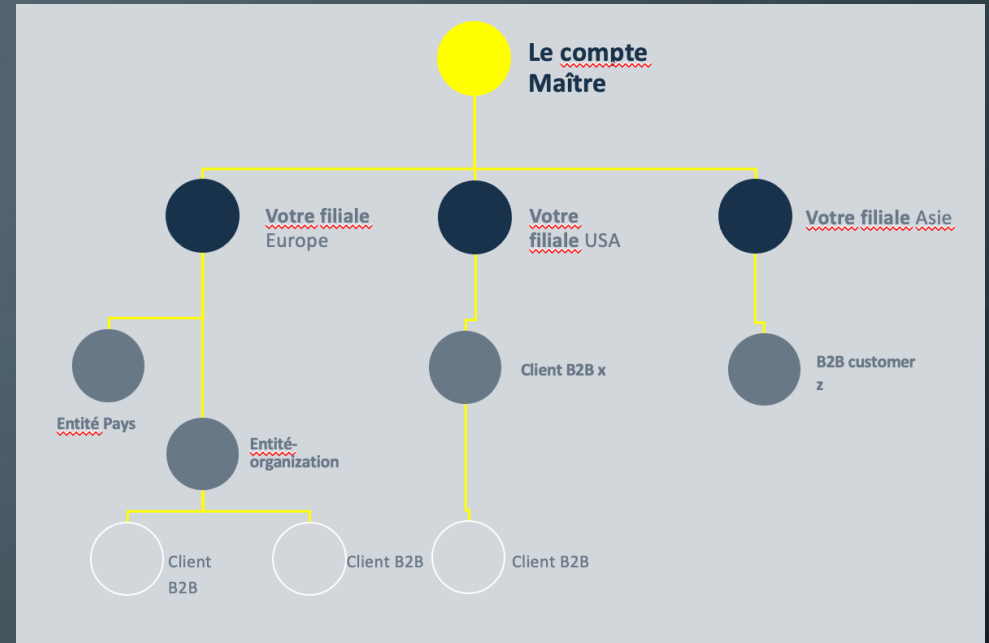 Le compte
Maître
Votre filiale
Europe
Votre
filiale USA
Votre filiale Asie
Client B2B x
B2B customer
z
Entité Pays
Entité-
organization
Client
B2B
Client B2B
Client B2B